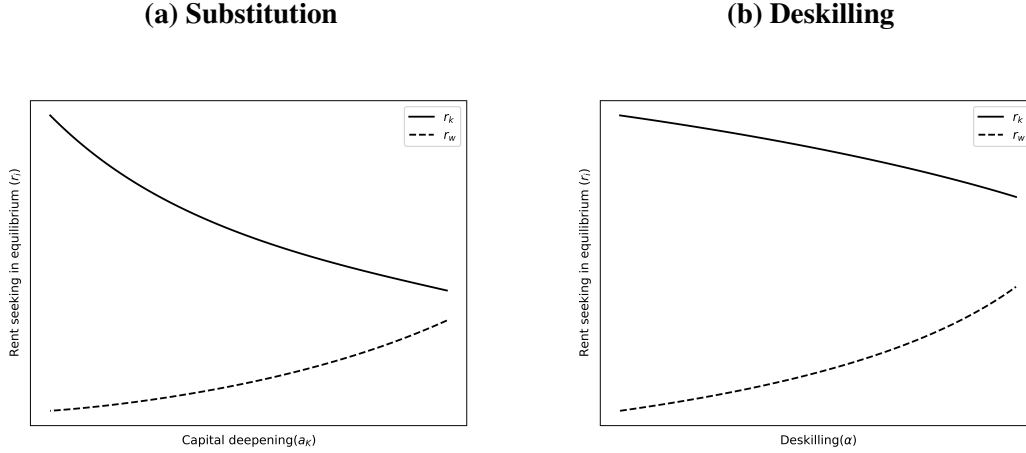 (a) Substitution
Rent seeking in equilibrium (rᵢ)
r_k
r_w
Capital deepening(a_K)
(b) Deskilling
Rent seeking in equilibrium (rᵢ)
r_k
r_w
Deskilling(α)